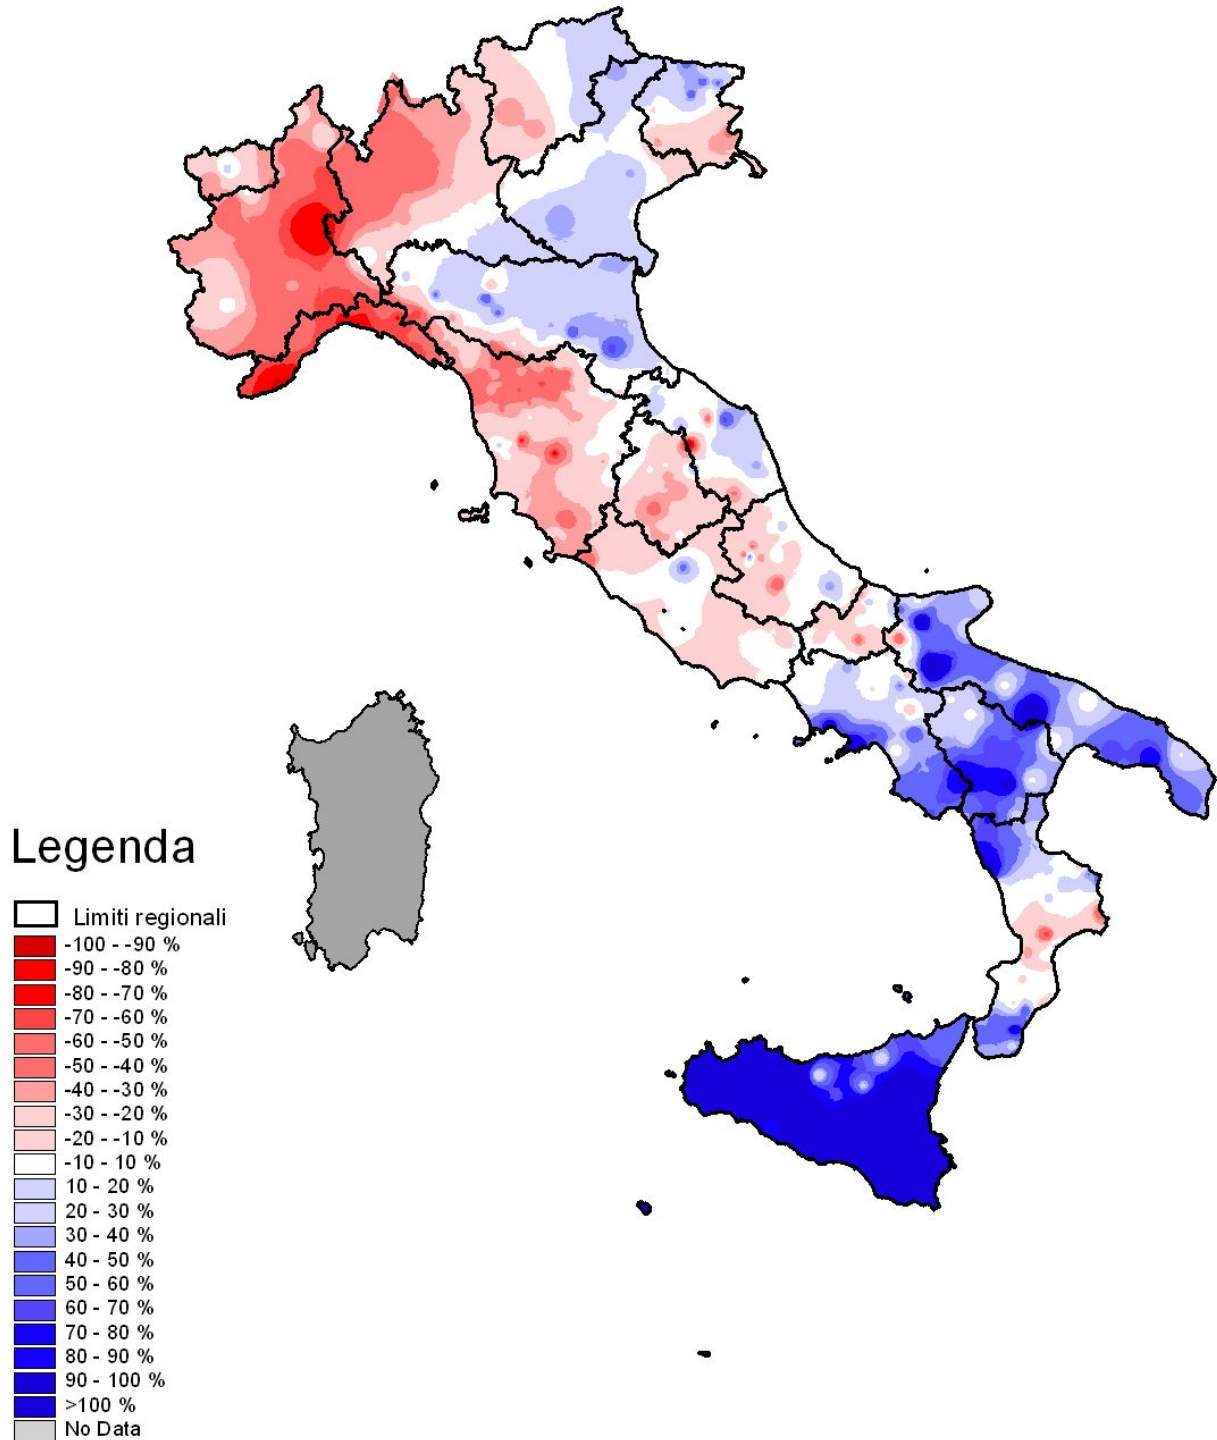 Legenda
Limiti regionali
-100 - -90 %
-90 - -80 %
-80 - -70 %
-70 - -60 %
-60 - -50 %
-50 - -40 %
-40 - -30 %
-30 - -20 %
-20 - -10 %
-10 - 10 %
10 - 20 %
20 - 30 %
30 - 40 %
40 - 50 %
50 - 60 %
60 - 70 %
70 - 80 %
80 - 90 %
90 - 100 %
>100 %
No Data